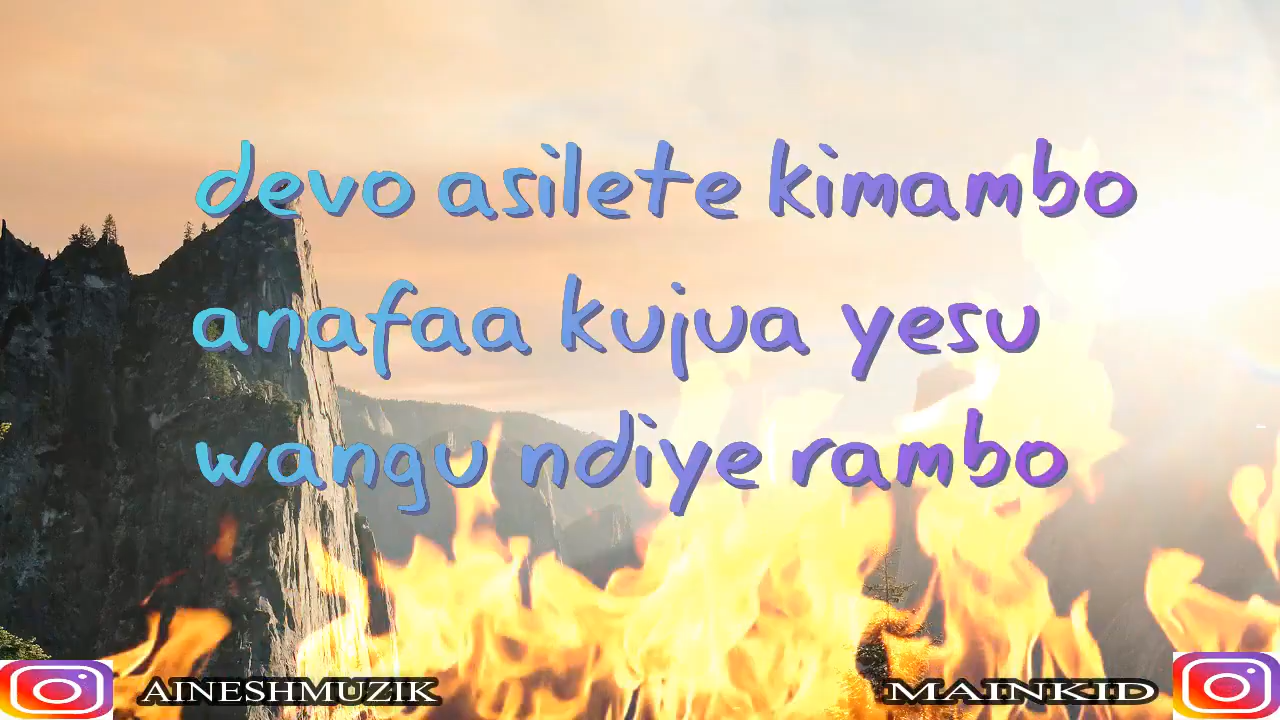 devo asilete kimambo
anafaa kujua yesu
wangu ndiye rambo
AINESHMUZIK
MAINKID